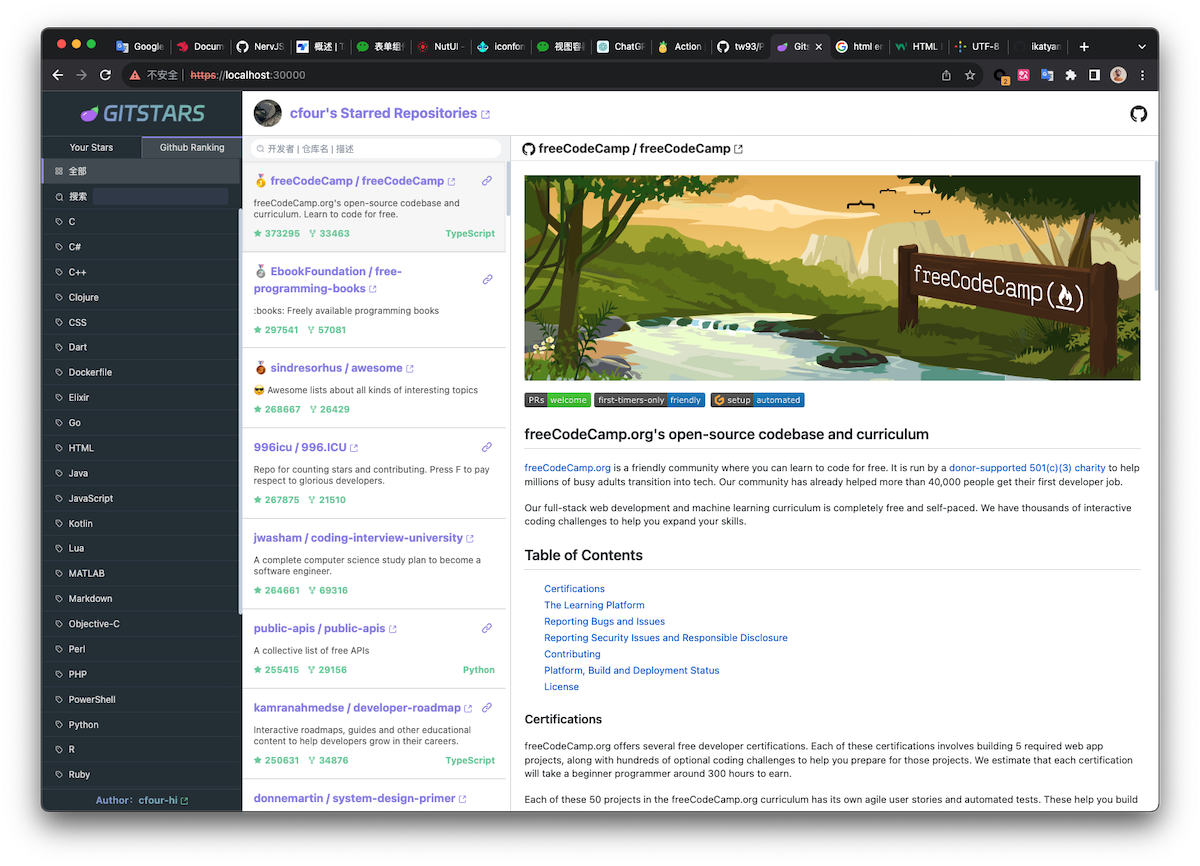 Google
Docum
NervJS
概述 | T
表单组件
NutUI -
iconfon
视图容器
ChatGP
Action
tw93/P
Gits
html en
HTML
UTF-8
ikatyan
不安全 | https://localhost:30000
2
GITSTARS
cfour's Starred Repositories
Your Stars
Github Ranking
全部
搜索
C
C#
C++
Clojure
CSS
Dart
Dockerfile
Elixir
Go
HTML
Java
JavaScript
Kotlin
Lua
MATLAB
Markdown
Objective-C
Perl
PHP
PowerShell
Python
R
Ruby
Author: cfour-hi
开发者 | 仓库名 | 描述
freeCodeCamp / freeCodeCamp
freeCodeCamp.org's open-source codebase and
curriculum. Learn to code for free.
373295 33463 TypeScript
EbookFoundation / free-
programming-books
:books: Freely available programming books
297541 57081
sindresorhus / awesome
😎 Awesome lists about all kinds of interesting topics
268667 26429
996icu / 996.ICU
Repo for counting stars and contributing. Press F to pay
respect to glorious developers.
267875 21510
jwasham / coding-interview-university
A complete computer science study plan to become a
software engineer.
264661 69316
public-apis / public-apis
A collective list of free APIs
255415 29156 Python
kamranahmedse / developer-roadmap
Interactive roadmaps, guides and other educational
content to help developers grow in their careers.
250631 34876 TypeScript
donnemartin / system-design-primer
freeCodeCamp / freeCodeCamp
freeCodeCamp
PRs welcome first-timers-only friendly setup automated
freeCodeCamp.org's open-source codebase and curriculum
freeCodeCamp.org is a friendly community where you can learn to code for free. It is run by a donor-supported 501(c)(3) charity to help
millions of busy adults transition into tech. Our community has already helped more than 40,000 people get their first developer job.
Our full-stack web development and machine learning curriculum is completely free and self-paced. We have thousands of interactive
coding challenges to help you expand your skills.
Table of Contents
Certifications
The Learning Platform
Reporting Bugs and Issues
Reporting Security Issues and Responsible Disclosure
Contributing
Platform, Build and Deployment Status
License
Certifications
freeCodeCamp.org offers several free developer certifications. Each of these certifications involves building 5 required web app
projects, along with hundreds of optional coding challenges to help you prepare for those projects. We estimate that each certification
will take a beginner programmer around 300 hours to earn.
Each of these 50 projects in the freeCodeCamp.org curriculum has its own agile user stories and automated tests. These help you build